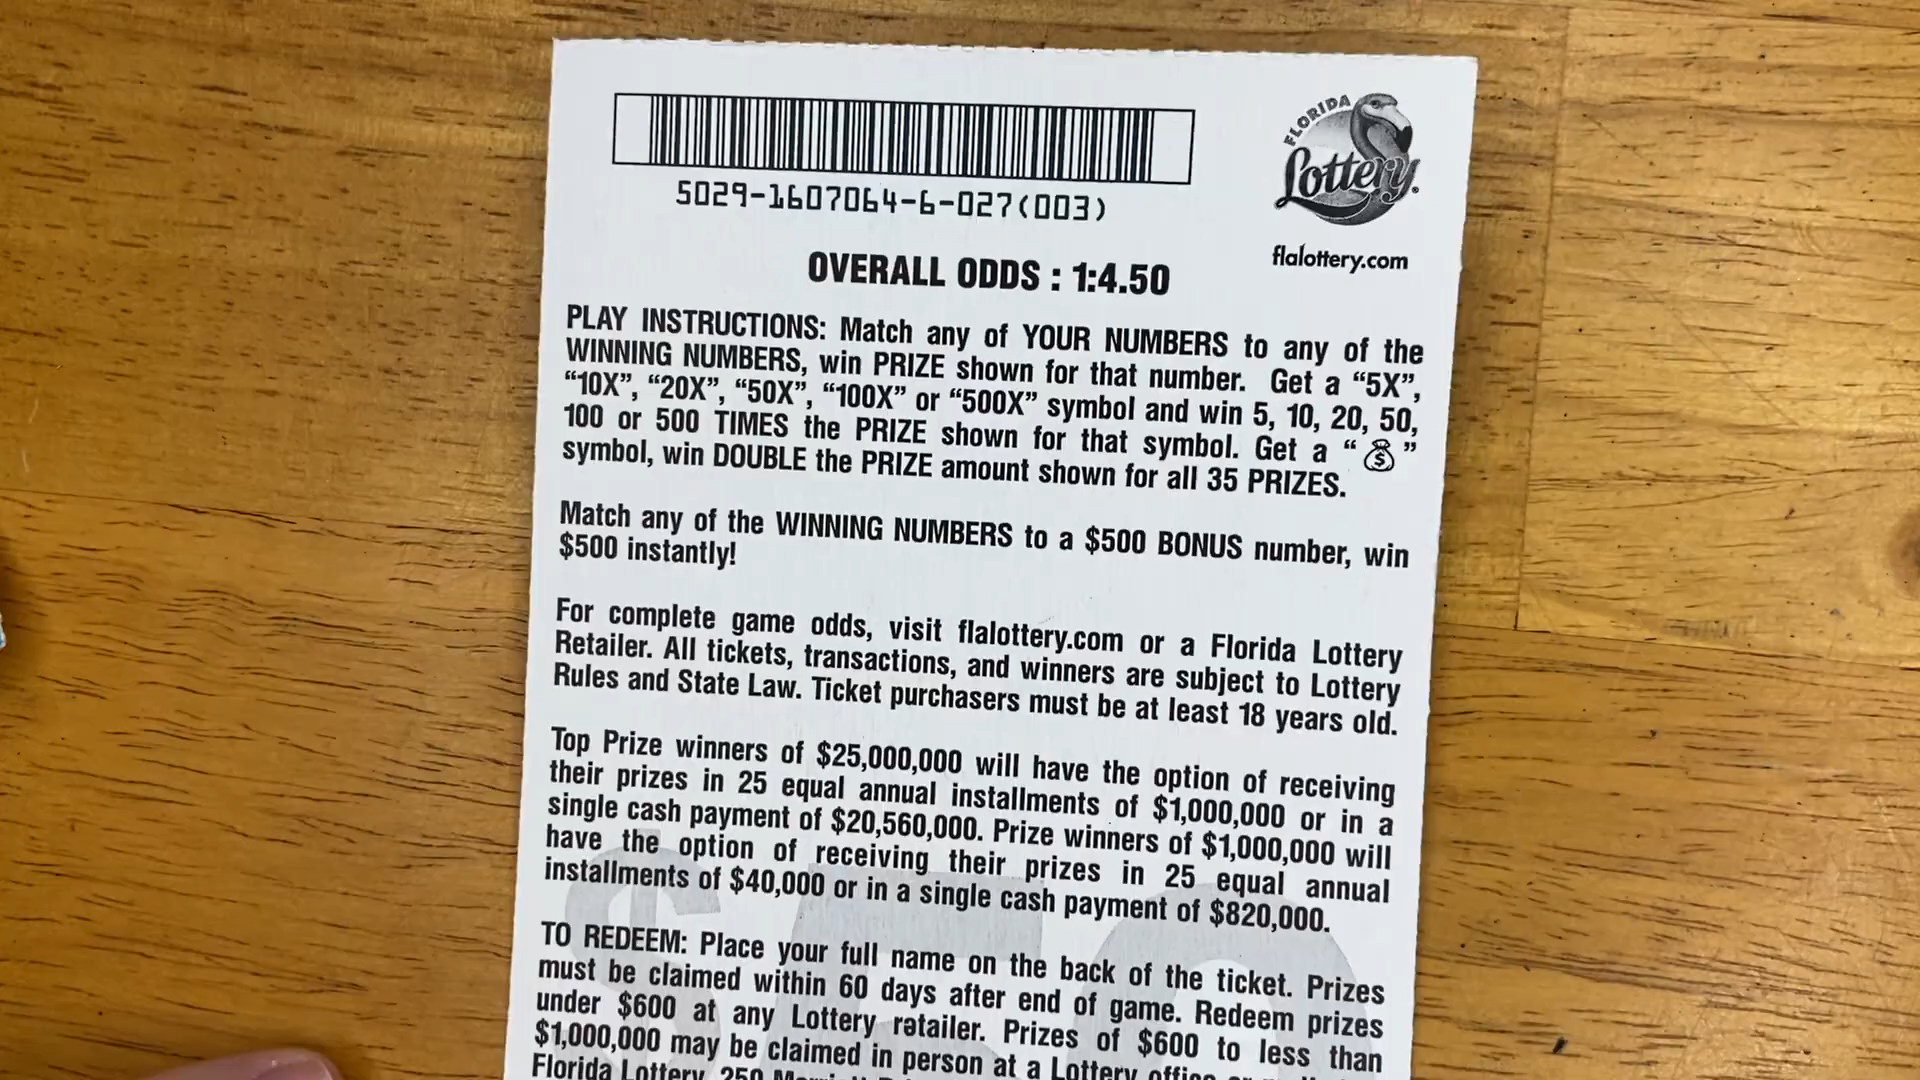 5029-1607064-6-027(003)
FLORIDA
Lottery
flalottery.com
OVERALL ODDS : 1:4.50
PLAY INSTRUCTIONS: Match any of YOUR NUMBERS to any of the
WINNING NUMBERS, win PRIZE shown for that number. Get a “5X”,
“10X”, “20X”, “50X”, “100X” or “500X” symbol and win 5, 10, 20, 50,
100 or 500 TIMES the PRIZE shown for that symbol. Get a “💰”
symbol, win DOUBLE the PRIZE amount shown for all 35 PRIZES.
Match any of the WINNING NUMBERS to a $500 BONUS number, win
$500 instantly!
For complete game odds, visit flalottery.com or a Florida Lottery
Retailer. All tickets, transactions, and winners are subject to Lottery
Rules and State Law. Ticket purchasers must be at least 18 years old.
Top Prize winners of $25,000,000 will have the option of receiving
their prizes in 25 equal annual installments of $1,000,000 or in a
single cash payment of $20,560,000. Prize winners of $1,000,000 will
have the option of receiving their prizes in 25 equal annual
installments of $40,000 or in a single cash payment of $820,000.
TO REDEEM: Place your full name on the back of the ticket. Prizes
must be claimed within 60 days after end of game. Redeem prizes
under $600 at any Lottery retailer. Prizes of $600 to less than
$1,000,000 may be claimed in person at a Lottery office or
Florida Lottery, 250